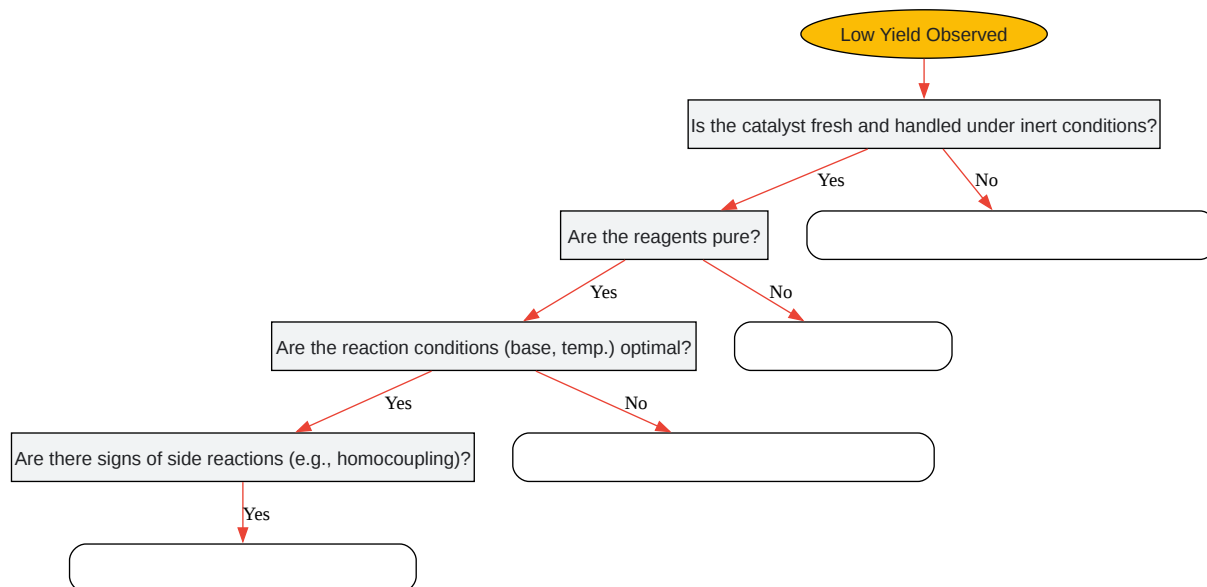 Low Yield Observed
Is the catalyst fresh and handled under inert conditions?
Yes
No
Are the reagents pure?
Yes
No
Are the reaction conditions (base, temp.) optimal?
Yes
No
Are there signs of side reactions (e.g., homocoupling)?
Yes